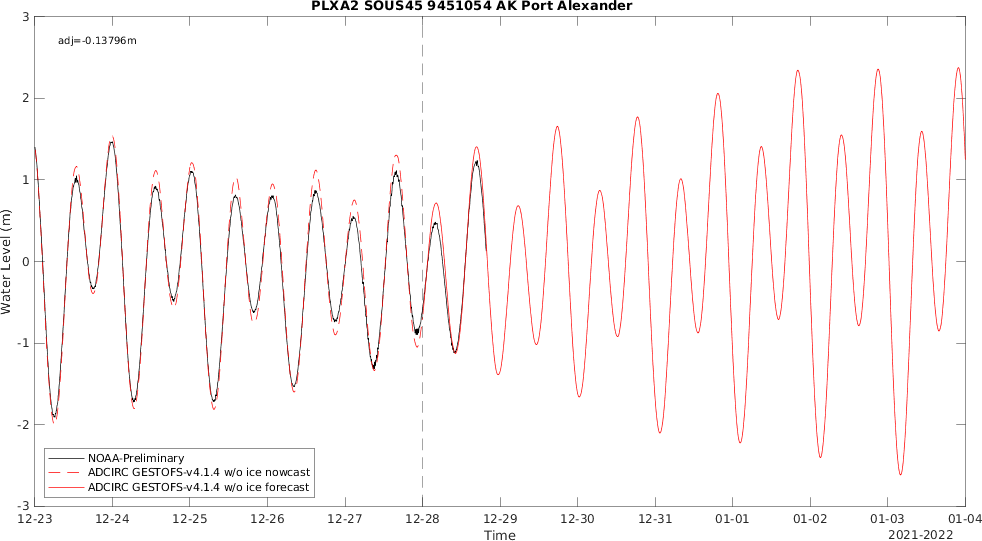 PLXA2 SOUS45 9451054 AK Port Alexander
adj=-0.13796m
3
2
1
0
-1
-2
-3
Water Level (m)
NOAA-Preliminary
ADCIRC GESTOFS-v4.1.4 w/o ice nowcast
ADCIRC GESTOFS-v4.1.4 w/o ice forecast
12-23 12-24 12-25 12-26 12-27 12-28 12-29 12-30 12-31 01-01 01-02 01-03 01-04
Time
2021-2022